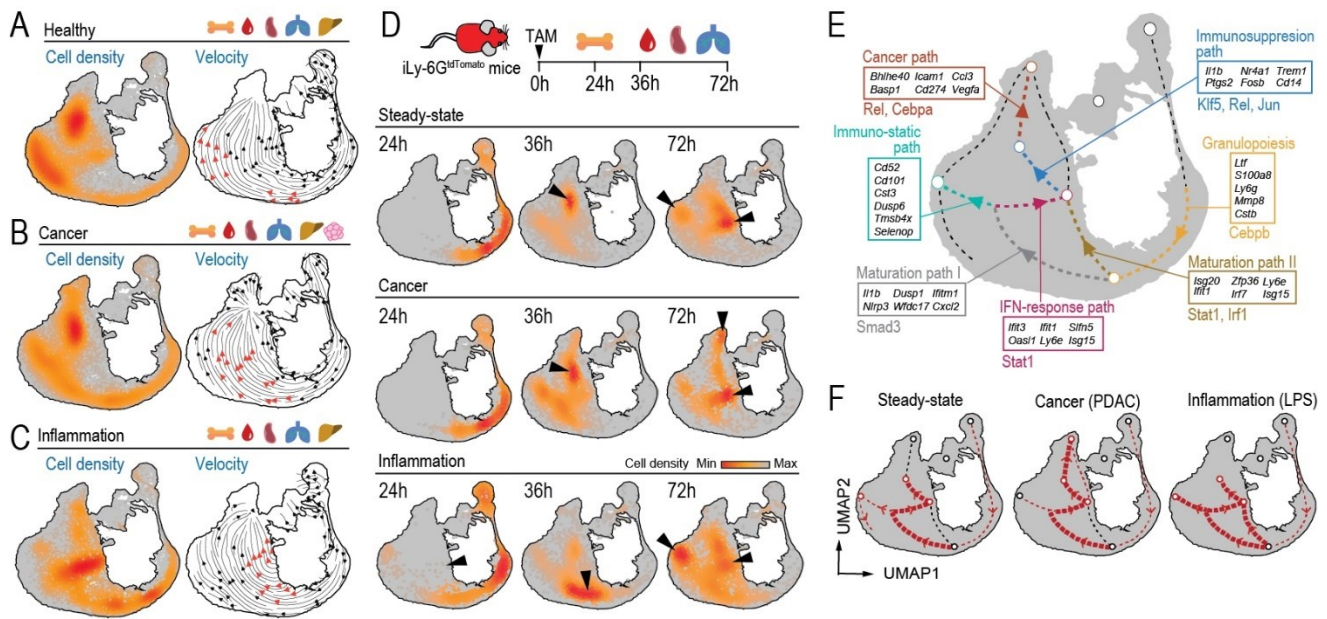 A
Healthy
Cell density
Velocity
B
Cancer
Cell density
Velocity
C
Inflammation
Cell density
Velocity
D
TAM
iLy-6G^tdTomato mice
0h
24h
36h
72h
Steady-state
24h
36h
72h
Cancer
24h
36h
72h
Inflammation
Cell density Min Max
24h
36h
72h
E
Cancer path
Bhlhe40 Icam1 Ccl3
Basp1 Cd274 Vegfa
Rel, Cebpa
Immunosuppresion
path
Il1b Nr4a1 Trem1
Ptgs2 Fosb Cd14
Klf5, Rel, Jun
Immuno-static
path
Cd52
Cd101
Cst3
Dusp6
Tmsb4x
Selenop
Granulopoiesis
Ltf
S100a8
Ly6g
Mmp8
Cstb
Cebpb
Maturation path I
Il1b Dusp1 Ifitm1
Nlrp3 Wfdc17 Cxcl2
Smad3
IFN-response path
Ifit3 Ifit1 Slfn5
Oasl1 Ly6e Isg15
Stat1
Maturation path II
Isg20 Zfp36 Ly6e
Ifit1 Irf7 Isg15
Stat1, Irf1
F
Steady-state
Cancer (PDAC)
Inflammation (LPS)
UMAP2
UMAP1